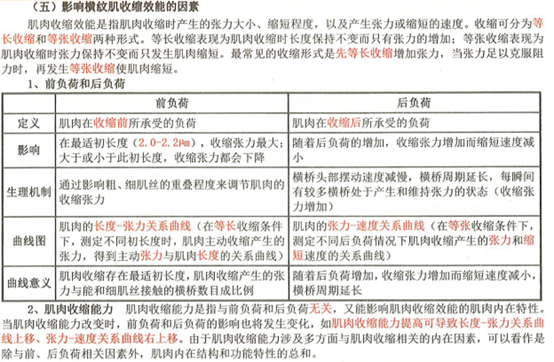 （五）影响横纹肌收缩效能的因素
肌肉收缩效能是指肌肉收缩时产生的张力大小、缩短程度，以及产生张力或缩短的速度。收缩可分为等
长收缩和等张收缩两种形式。等长收缩表现为肌肉收缩时长度保持不变而只有张力的增加；等张收缩表现为
肌肉收缩时张力保持不变而只发生肌肉缩短。最常见的收缩形式是先等长收缩增加张力，当张力足以克服阻
力时，再发生等张收缩使肌肉缩短。
1、前负荷和后负荷
前负荷 后负荷
定义 肌肉在收缩前所承受的负荷 肌肉在收缩后所承受的负荷
影响 在最适初长度（2.0-2.2μm），收缩张力最大；
大于或小于此初长度，收缩张力都会下降
随着后负荷的增加，收缩张力增加而缩短速度减
小
生理机制 通过影响粗、细肌丝的重叠程度来调节肌肉的
收缩张力
横桥头部摆动速度减慢，横桥周期延长，每瞬间
有较多横桥处于产生和维持张力的状态（收缩张
力增加）
曲线图 肌肉的长度-张力关系曲线（在等长收缩条件
下，测定不同初长度时，肌肉主动收缩产生的
张力，得到主动张力与肌肉长度的关系曲线）
肌肉的张力-速度关系曲线（在等张收缩条件下，
测定不同后负荷情况下肌肉收缩产生的张力和缩
短速度的关系曲线）
曲线意义 肌肉收缩存在最适初长度，肌肉收缩产生的张
力与能和细肌丝接触的横桥数目成比例
随着后负荷增加，收缩张力增加而缩短速度减小，
横桥周期延长
2、肌肉收缩能力 肌肉收缩能力是指与前负荷和后负荷无关，又能影响肌肉收缩效能的肌肉内在特性。
当肌肉收缩能力改变时，前负荷和后负荷的影响也将发生变化，如肌肉收缩能力提高可导致长度-张力关系曲
线上移、张力-速度关系曲线右上移。由于肌肉收缩能力涉及多方面与肌肉收缩相关的内在因素，可以看作是
除与前、后负荷相关因素外，肌肉内在结构和功能特性的总和。